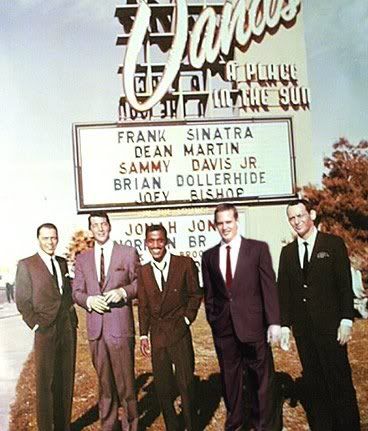 Sands
A PLACE
IN THE SUN
FRANK SINATRA
DEAN MARTIN
SAMMY DAVIS JR
BRIAN DOLLERHIDE
JOEY BISHOP